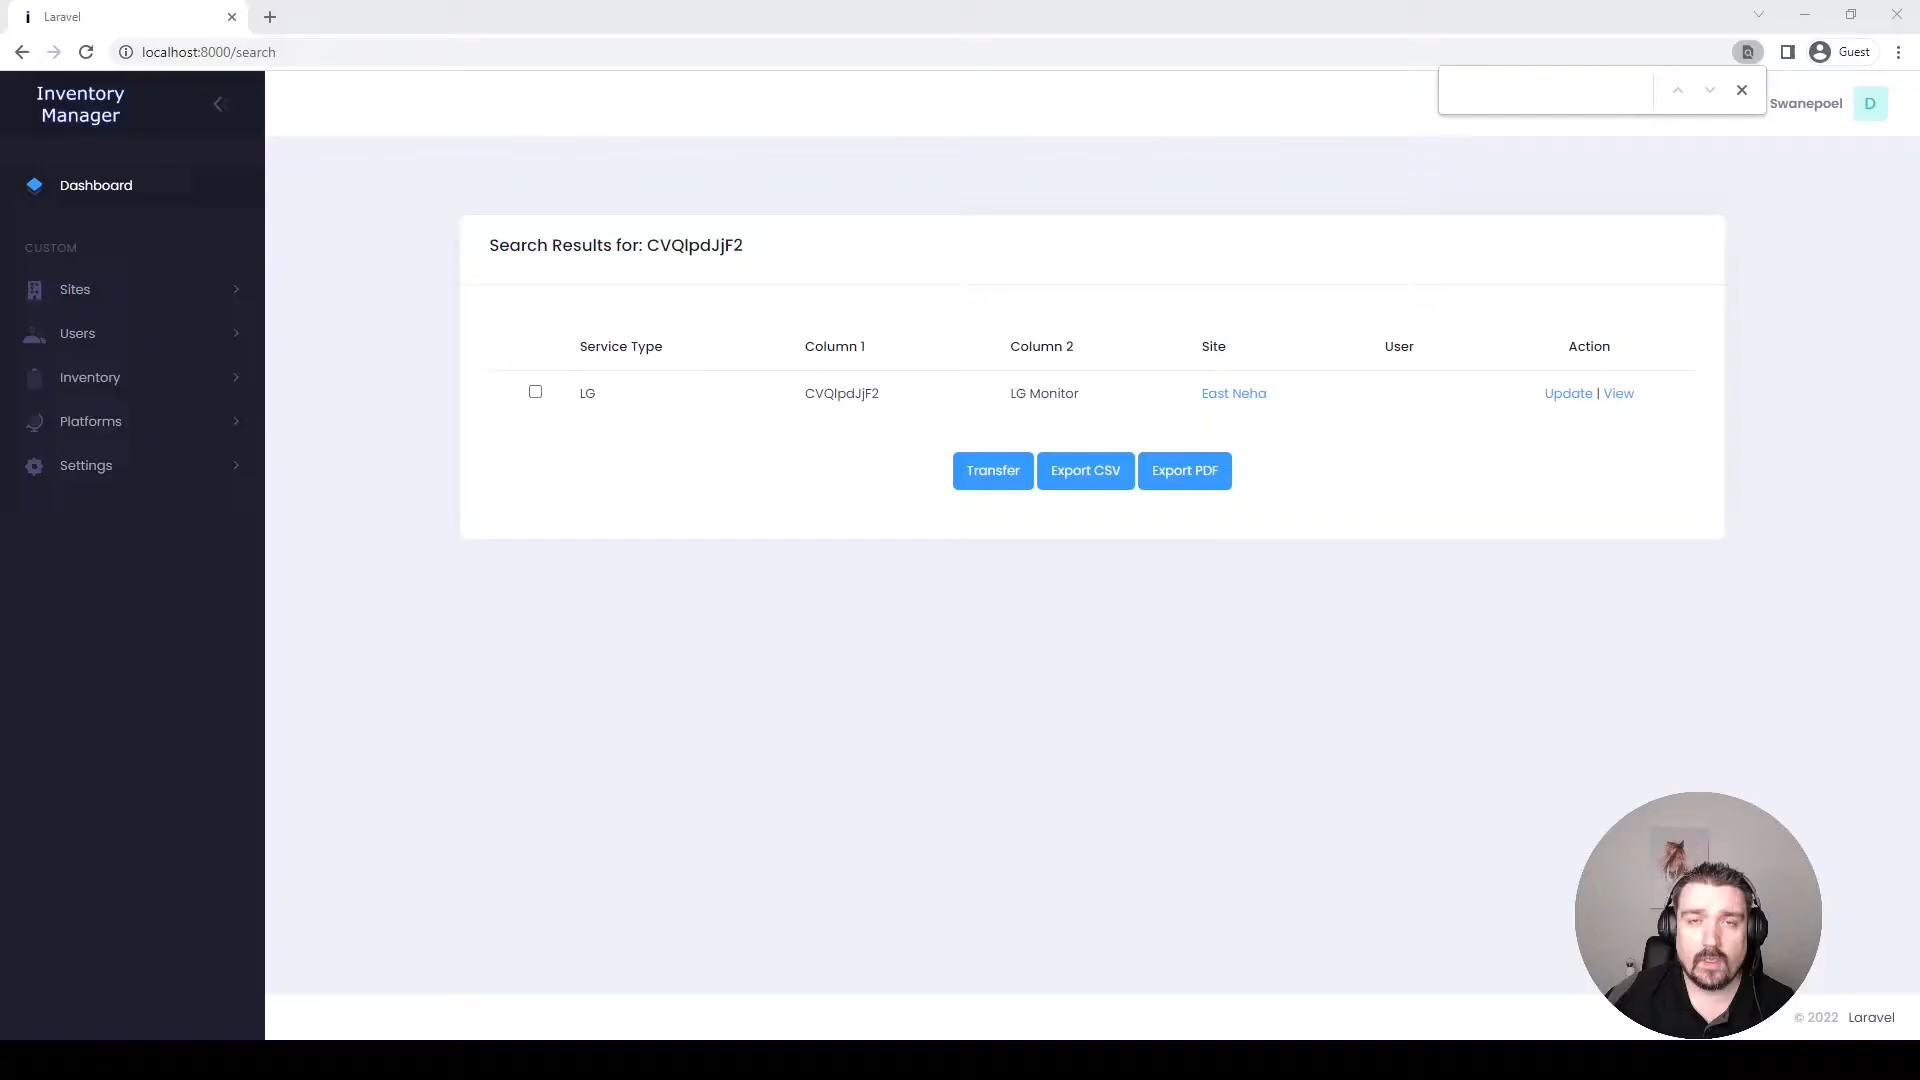 Laravel
localhost:8000/search
Guest
Inventory
Manager
Swanepoel
D
Dashboard
CUSTOM
Sites
Users
Inventory
Platforms
Settings
Search Results for: CVQlpdJjF2
Service Type Column 1 Column 2 Site User Action
LG CVQlpdJjF2 LG Monitor East Neha Update | View
Transfer Export CSV Export PDF
© 2022 Laravel